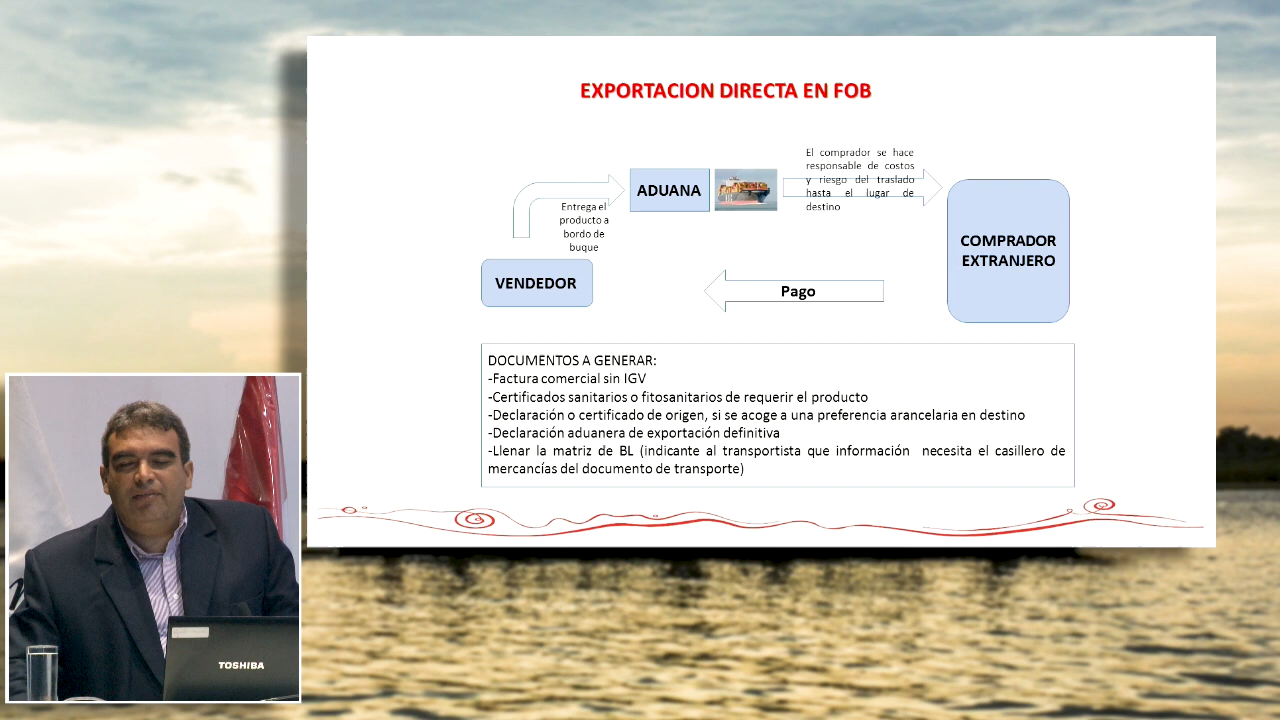 EXPORTACION DIRECTA EN FOB
El comprador se hace
responsable de costos
y riesgo del traslado
hasta el lugar de
destino
ADUANA
Entrega el
producto a
bordo de
buque
COMPRADOR
EXTRANJERO
VENDEDOR
Pago
DOCUMENTOS A GENERAR:
-Factura comercial sin IGV
-Certificados sanitarios o fitosanitarios de requerir el producto
-Declaración o certificado de origen, si se acoge a una preferencia arancelaria en destino
-Declaración aduanera de exportación definitiva
-Llenar la matriz de BL (indicante al transportista que información necesita el casillero de
mercancías del documento de transporte)
TOSHIBA